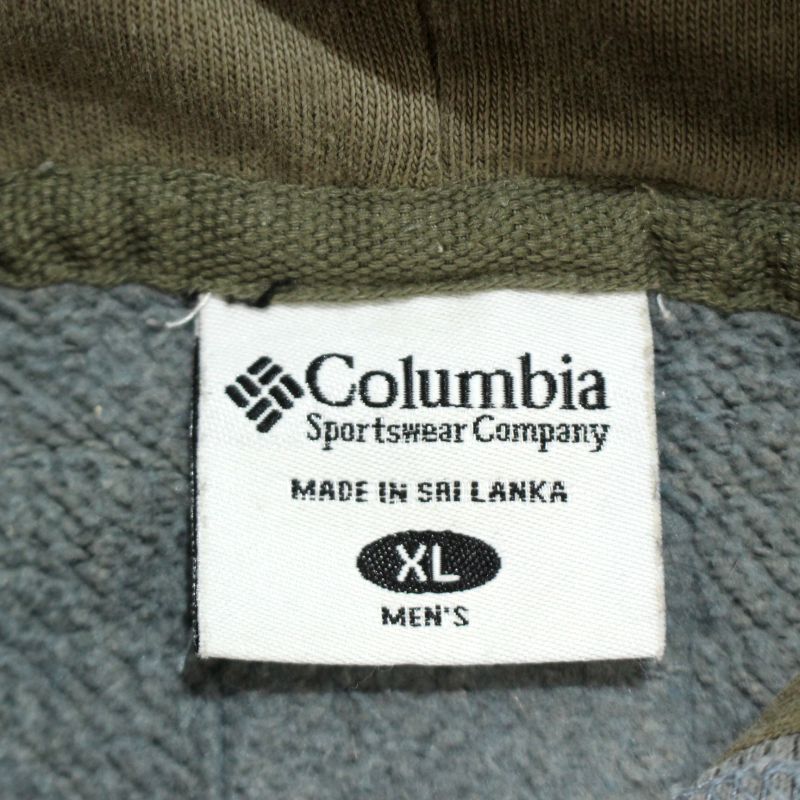 Columbia
Sportswear Company
MADE IN SRI LANKA
XL
MEN'S